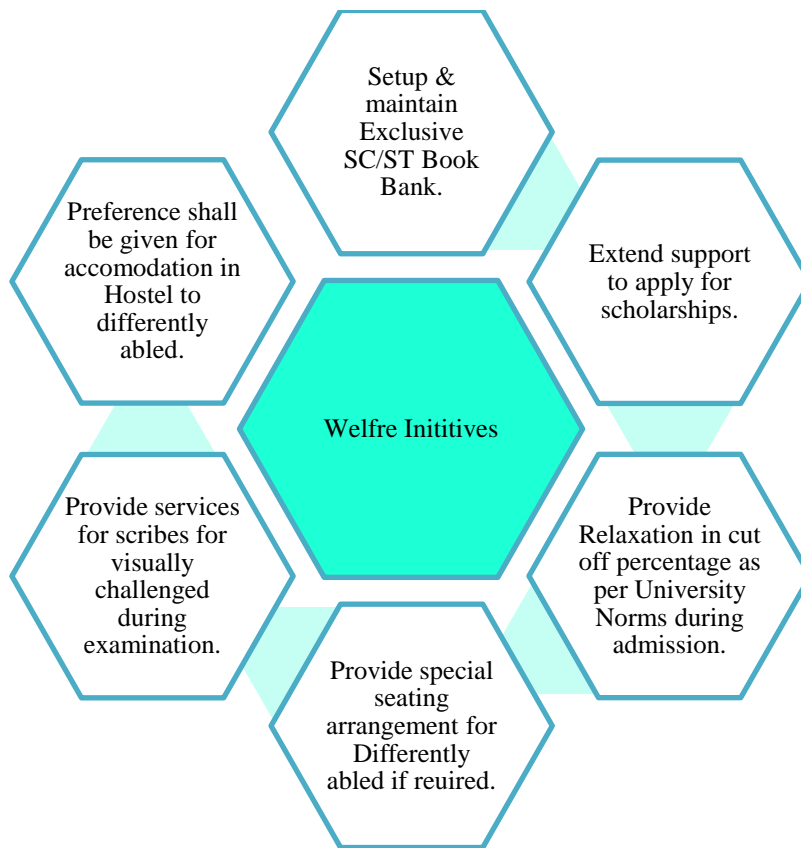 Setup &
maintain
Exclusive
SC/ST Book
Bank.
Extend support
to apply for
scholarships.
Provide
Relaxation in cut
off percentage as
per University
Norms during
admission.
Provide special
seating
arrangement for
Differently
abled if reuired.
Provide services
for scribes for
visually
challenged
during
examination.
Preference shall
be given for
accomodation in
Hostel to
differently
abled.
Welfre Inititives